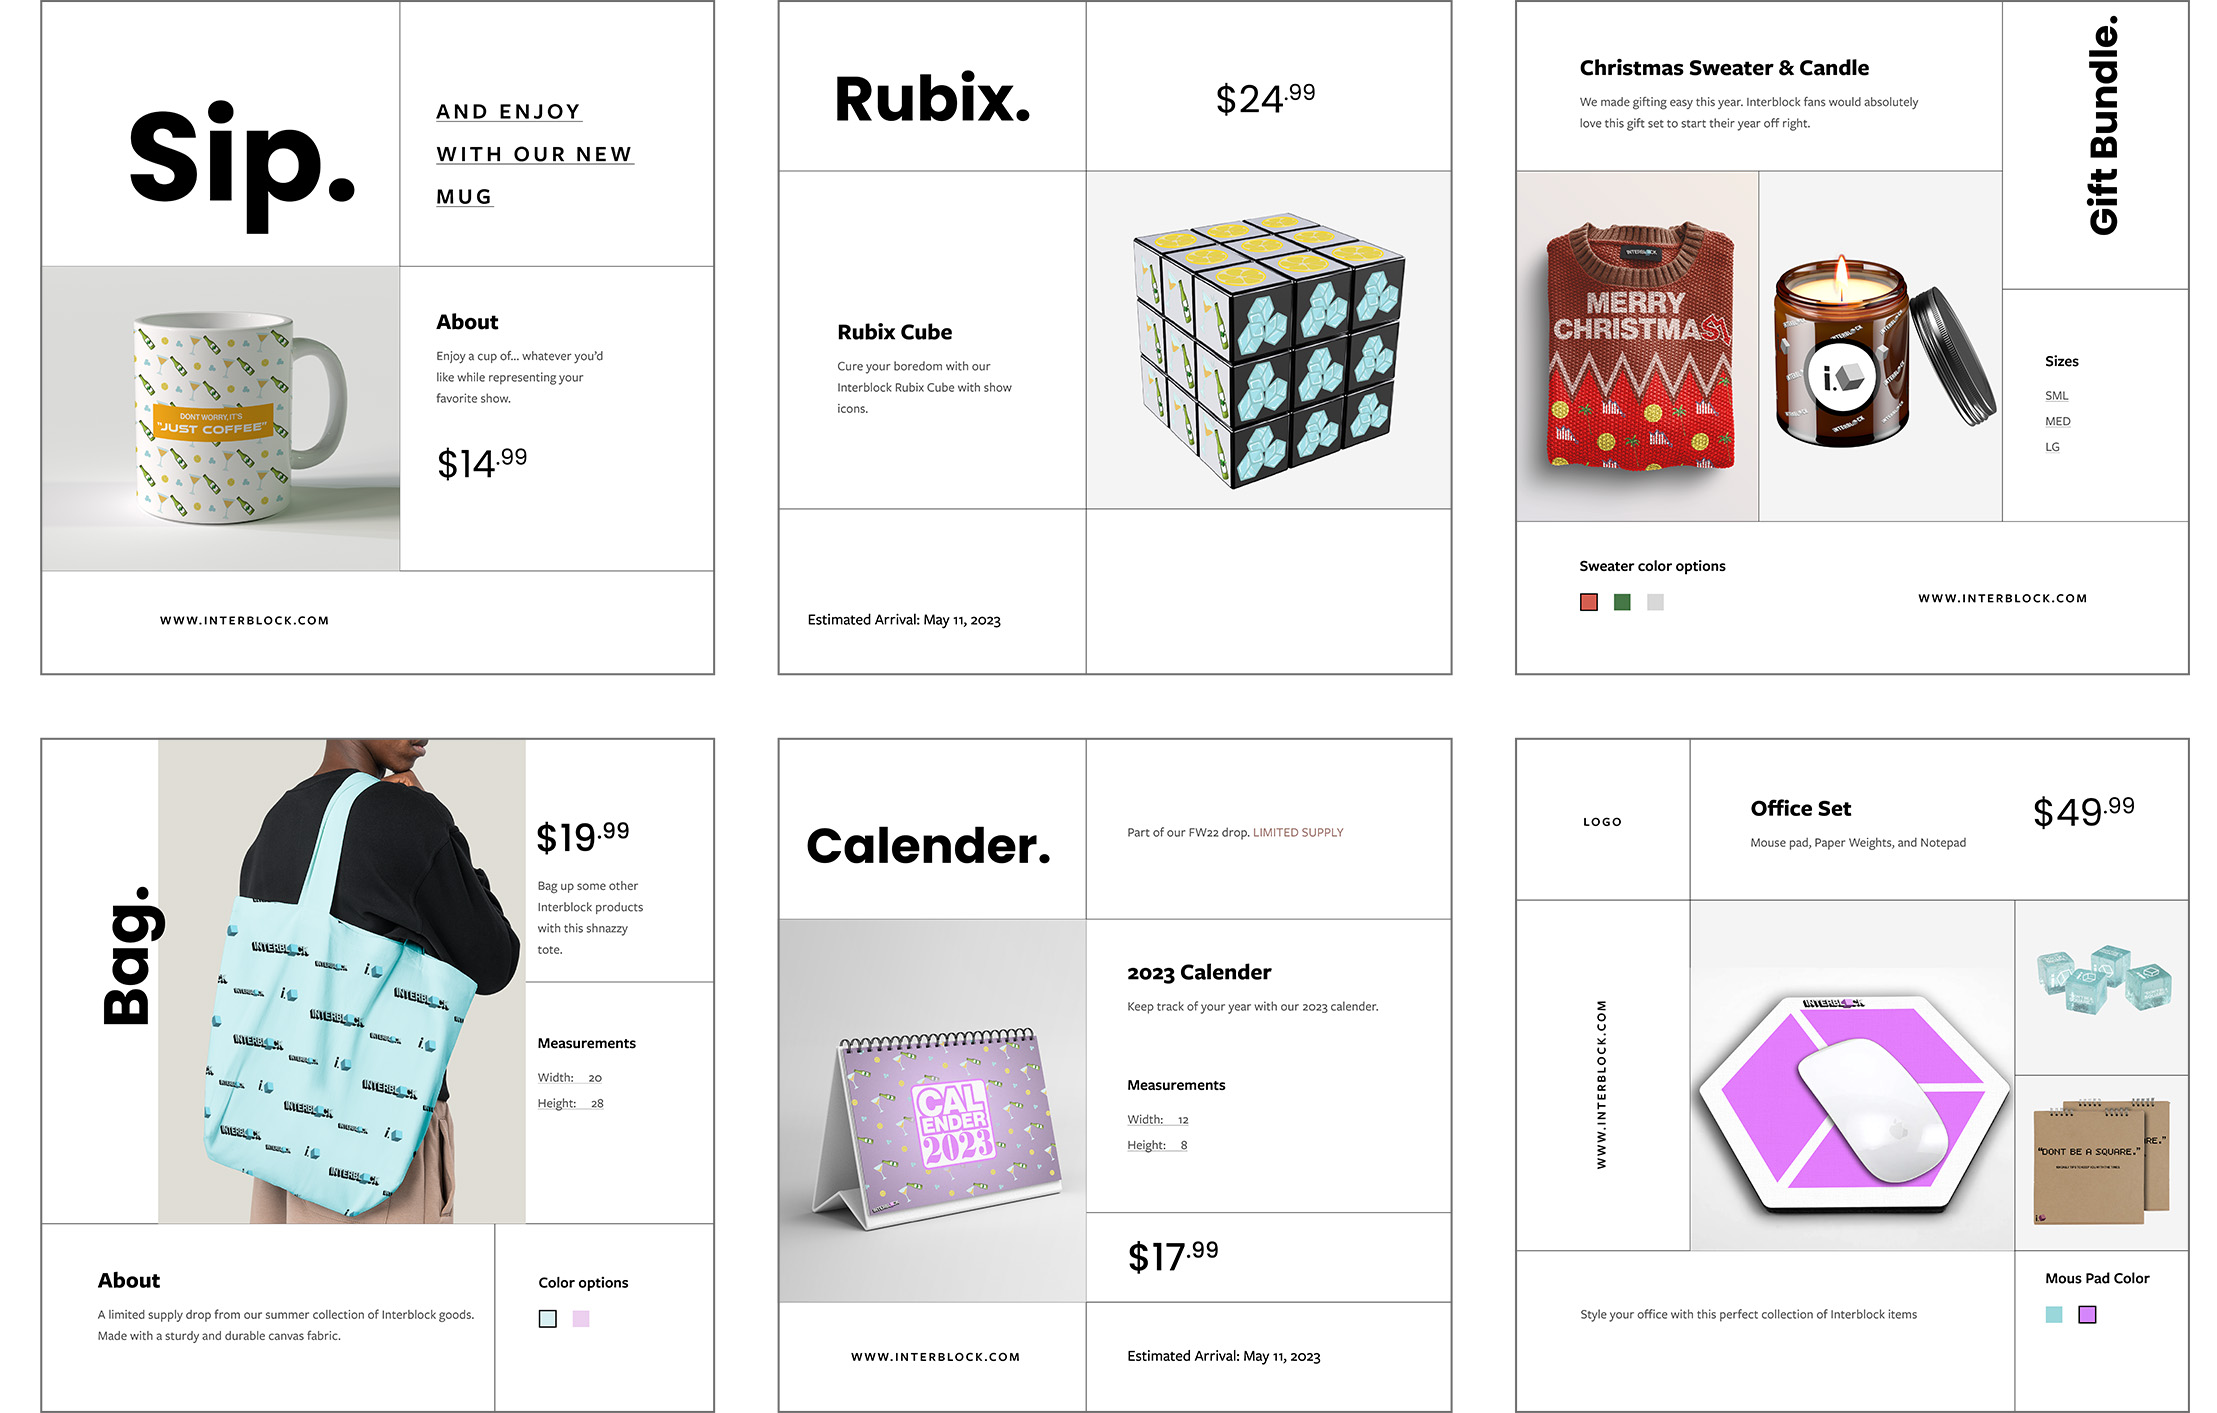 Sip.
AND ENJOY
WITH OUR NEW
MUG
DONT WORRY, IT'S
"JUST COFFEE"
About
Enjoy a cup of... whatever you'd
like while representing your
favorite show.
$14.99
WWW.INTERBLOCK.COM
Rubix.
$24.99
Rubix Cube
Cure your boredom with our
Interblock Rubix Cube with show
icons.
Estimated Arrival: May 11, 2023
Christmas Sweater & Candle
We made gifting easy this year. Interblock fans would absolutely
love this gift set to start their year off right.
Gift Bundle.
INTERBLOCK
MERRY
CHRISTMAS!
i.
INTERBLOCK
Sizes
SML
MED
LG
Sweater color options
WWW.INTERBLOCK.COM
Bag.
INTERBLOCK
i.
$19.99
Bag up some other
Interblock products
with this shnazzy
tote.
Measurements
Width: 20
Height: 28
About
A limited supply drop from our summer collection of Interblock goods.
Made with a sturdy and durable canvas fabric.
Color options
Calender.
Part of our FW22 drop. LIMITED SUPPLY
CAL
ENDER
2023
INTERBLOCK
2023 Calender
Keep track of your year with our 2023 calender.
Measurements
Width: 12
Height: 8
$17.99
WWW.INTERBLOCK.COM
Estimated Arrival: May 11, 2023
LOGO
Office Set
Mouse pad, Paper Weights, and Notepad
$49.99
WWW.INTERBLOCK.COM
INTERBLOCK
"DONT BE A SQUARE."
ARE."
i.
Style your office with this perfect collection of Interblock items
Mous Pad Color